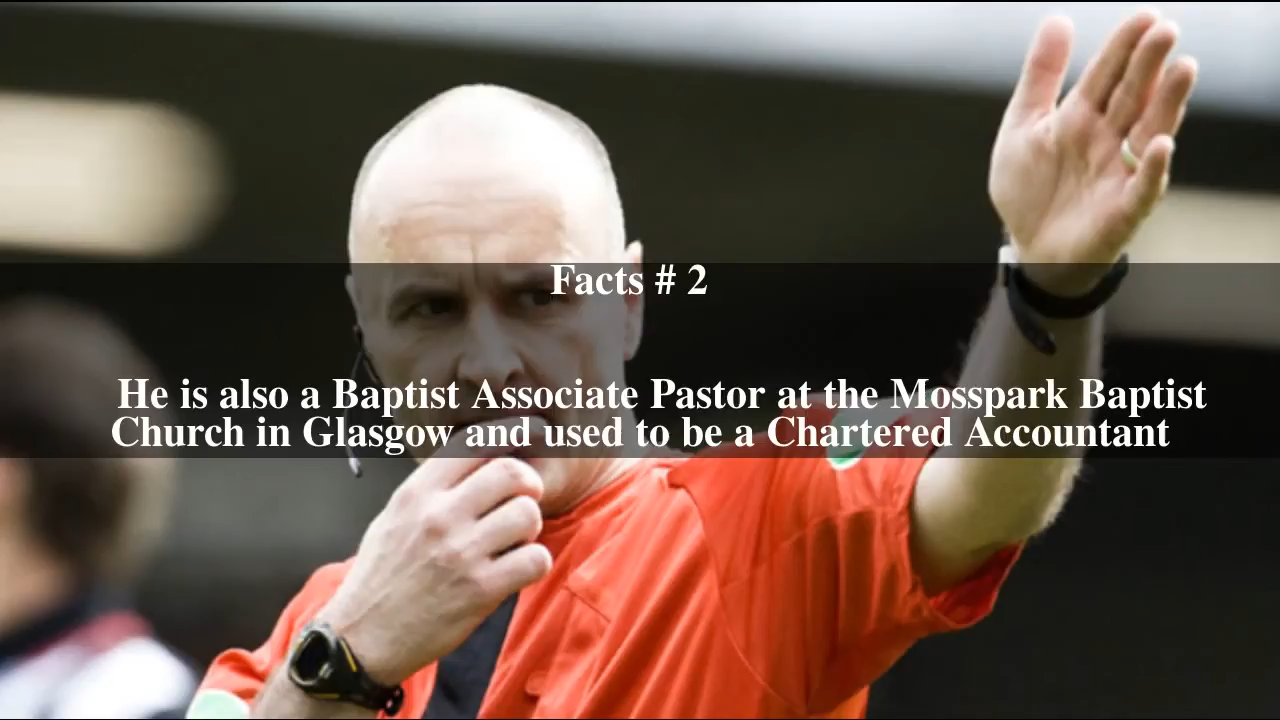 Facts # 2
He is also a Baptist Associate Pastor at the Mosspark Baptist
Church in Glasgow and used to be a Chartered Accountant